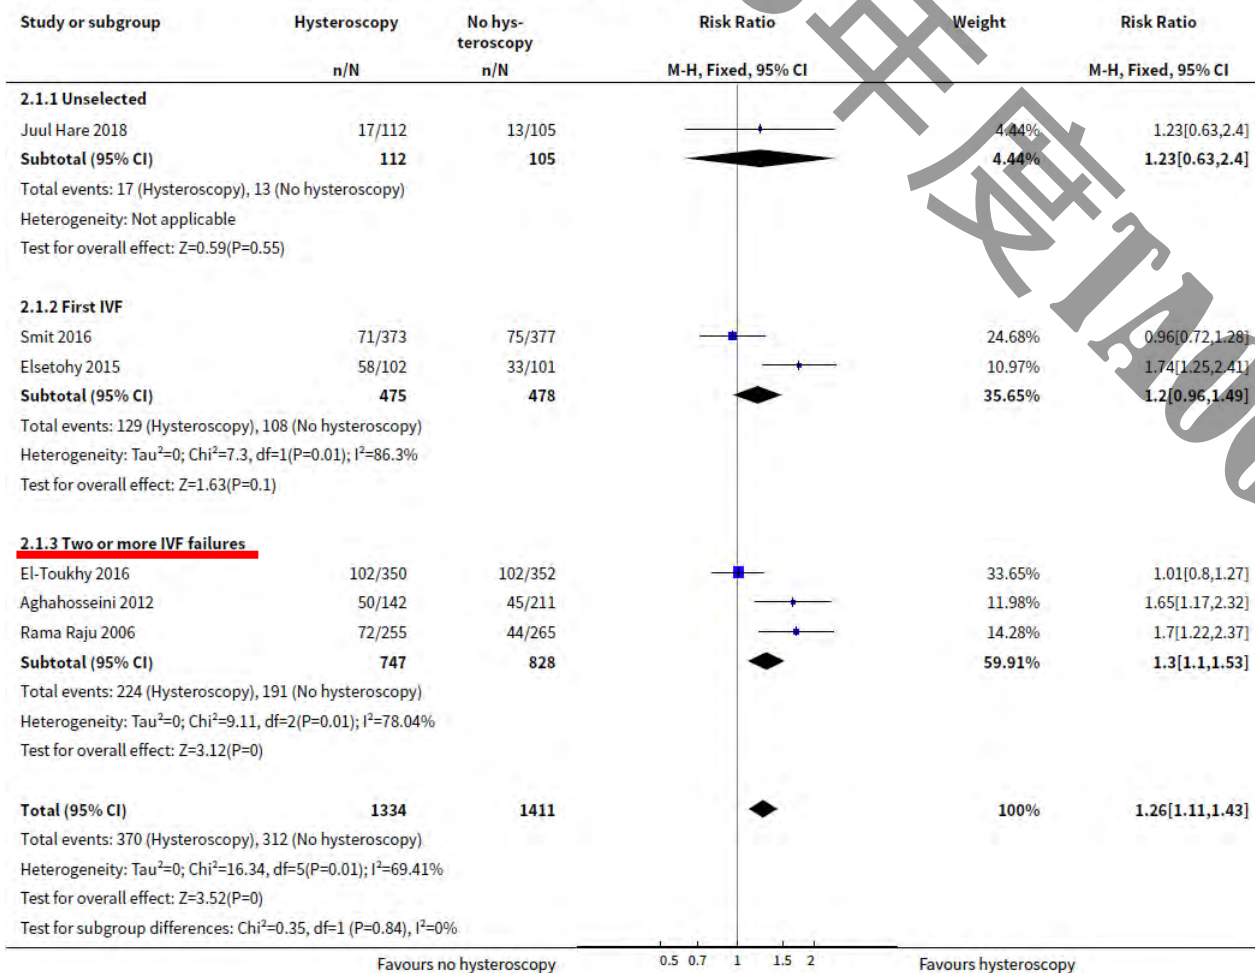 Study or subgroup Hysteroscopy No hys- Risk Ratio Weight Risk Ratio
teroscopy
n/N n/N M-H, Fixed, 95% CI M-H, Fixed, 95% CI
2.1.1 Unselected
Juul Hare 2018 17/112 13/105 4.44% 1.23[0.63,2.4]
Subtotal (95% CI) 112 105 4.44% 1.23[0.63,2.4]
Total events: 17 (Hysteroscopy), 13 (No hysteroscopy)
Heterogeneity: Not applicable
Test for overall effect: Z=0.59(P=0.55)
2.1.2 First IVF
Smit 2016 71/373 75/377 24.68% 0.96[0.72,1.28]
Elsetohy 2015 58/102 33/101 10.97% 1.74[1.25,2.41]
Subtotal (95% CI) 475 478 35.65% 1.2[0.96,1.49]
Total events: 129 (Hysteroscopy), 108 (No hysteroscopy)
Heterogeneity: Tau²=0; Chi²=7.3, df=1(P=0.01); I²=86.3%
Test for overall effect: Z=1.63(P=0.1)
2.1.3 Two or more IVF failures
El-Toukhy 2016 102/350 102/352 33.65% 1.01[0.8,1.27]
Aghahosseini 2012 50/142 45/211 11.98% 1.65[1.17,2.32]
Rama Raju 2006 72/255 44/265 14.28% 1.7[1.22,2.37]
Subtotal (95% CI) 747 828 59.91% 1.3[1.1,1.53]
Total events: 224 (Hysteroscopy), 191 (No hysteroscopy)
Heterogeneity: Tau²=0; Chi²=9.11, df=2(P=0.01); I²=78.04%
Test for overall effect: Z=3.12(P=0)
Total (95% CI) 1334 1411 100% 1.26[1.11,1.43]
Total events: 370 (Hysteroscopy), 312 (No hysteroscopy)
Heterogeneity: Tau²=0; Chi²=16.34, df=5(P=0.01); I²=69.41%
Test for overall effect: Z=3.52(P=0)
Test for subgroup differences: Chi²=0.35, df=1 (P=0.84), I²=0%
Favours no hysteroscopy 0.5 0.7 1 1.5 2 Favours hysteroscopy
年度TAO